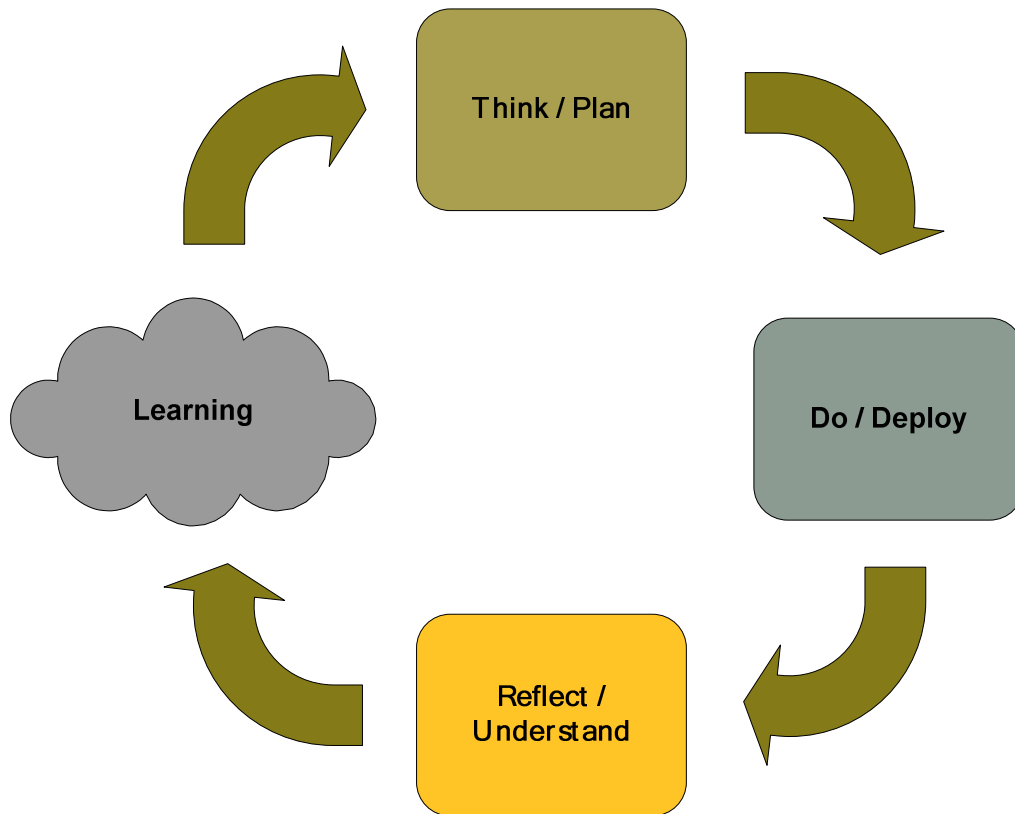 Think / Plan
Learning
Do / Deploy
Reflect /
Understand